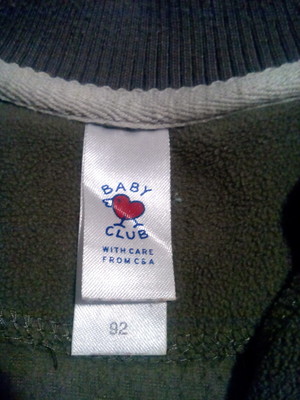 BABY
CLUB
WITH CARE
FROM C&A
92